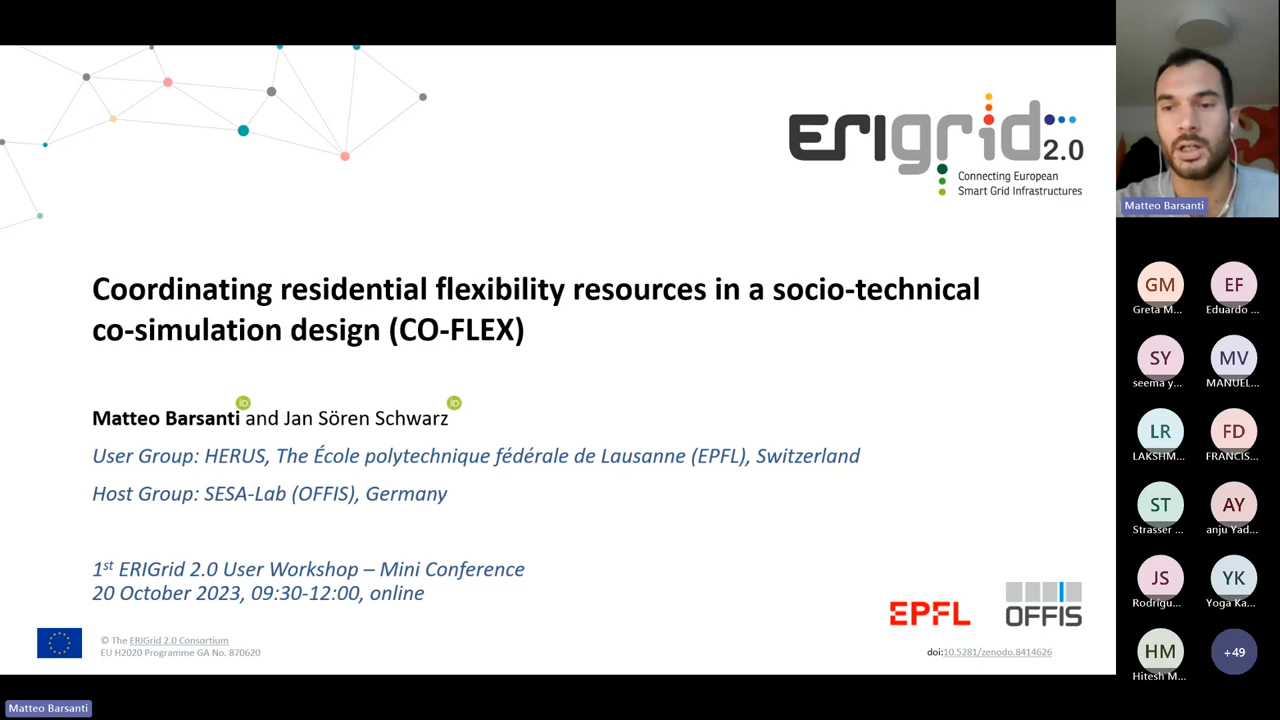 ERIgrid 2.0
Connecting European
Smart Grid Infrastructures
Coordinating residential flexibility resources in a socio-technical
co-simulation design (CO-FLEX)
iD iD
Matteo Barsanti and Jan Sören Schwarz
User Group: HERUS, The École polytechnique fédérale de Lausanne (EPFL), Switzerland
Host Group: SESA-Lab (OFFIS), Germany
1st ERIGrid 2.0 User Workshop – Mini Conference
20 October 2023, 09:30-12:00, online
EPFL
OFFIS
© The ERIGrid 2.0 Consortium
EU H2020 Programme GA No. 870620
doi:10.5281/zenodo.8414626
Matteo Barsanti
Matteo Barsanti
GM EF
Greta M... Eduardo ...
SY MV
seema y... MANUEL...
LR FD
LAKSHM... FRANCIS...
ST AY
Strasser ... anju Yad...
JS YK
Rodrígu... Yoga Ka...
HM +49
Hitesh M...